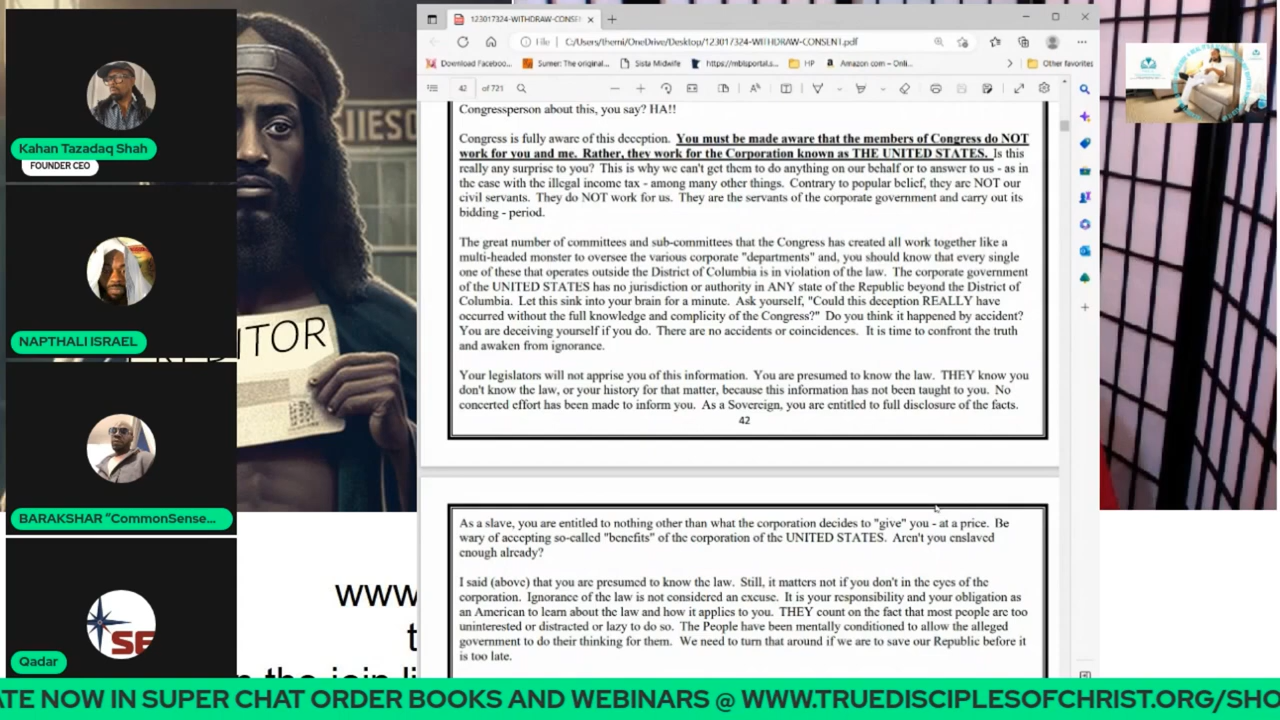 Kahan Tazadaq Shah
FOUNDER CEO
NAPTHALI ISRAEL
BARAKSHAR "CommonSense...
Qadar
SE
ITOR
IIESC
123017324-WITHDRAW-CONSE
File
C:/Users/themi/OneDrive/Desktop/123017324-WITHDRAW-CONSENT.pdf
Download Faceboo...
Sumer: The original...
Sista Midwife
https://mblsportal.s...
HP
Amazon.com – Onli...
Other favorites
42 of 721
Congressperson about this, you say? HA!!
Congress is fully aware of this deception. You must be made aware that the members of Congress do NOT
work for you and me. Rather, they work for the Corporation known as THE UNITED STATES. Is this
really any surprise to you? This is why we can't get them to do anything on our behalf or to answer to us - as in
the case with the illegal income tax - among many other things. Contrary to popular belief, they are NOT our
civil servants. They do NOT work for us. They are the servants of the corporate government and carry out its
bidding - period.
The great number of committees and sub-committees that the Congress has created all work together like a
multi-headed monster to oversee the various corporate "departments" and, you should know that every single
one of these that operates outside the District of Columbia is in violation of the law. The corporate government
of the UNITED STATES has no jurisdiction or authority in ANY state of the Republic beyond the District of
Columbia. Let this sink into your brain for a minute. Ask yourself, "Could this deception REALLY have
occurred without the full knowledge and complicity of the Congress?" Do you think it happened by accident?
You are deceiving yourself if you do. There are no accidents or coincidences. It is time to confront the truth
and awaken from ignorance.
Your legislators will not apprise you of this information. You are presumed to know the law. THEY know you
don't know the law, or your history for that matter, because this information has not been taught to you. No
concerted effort has been made to inform you. As a Sovereign, you are entitled to full disclosure of the facts.
42
As a slave, you are entitled to nothing other than what the corporation decides to "give" you - at a price. Be
wary of accepting so-called "benefits" of the corporation of the UNITED STATES. Aren't you enslaved
enough already?
I said (above) that you are presumed to know the law. Still, it matters not if you don't in the eyes of the
corporation. Ignorance of the law is not considered an excuse. It is your responsibility and your obligation as
an American to learn about the law and how it applies to you. THEY count on the fact that most people are too
uninterested or distracted or lazy to do so. The People have been mentally conditioned to allow the alleged
government to do their thinking for them. We need to turn that around if we are to save our Republic before it
is too late.
www
ATE NOW IN SUPER CHAT ORDER BOOKS AND WEBINARS @ WWW.TRUEDISCIPLESOFCHRIST.ORG/SHO